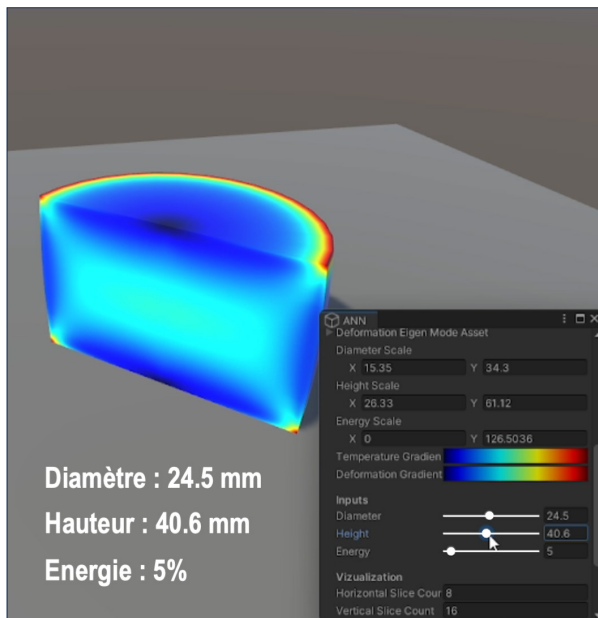 ANN
Deformation Eigen Mode Asset
Diameter Scale
X 15.35 Y 34.3
Height Scale
X 26.33 Y 61.12
Energy Scale
X 0 Y 126.5036
Temperature Gradien
Deformation Gradient
Inputs
Diameter 24.5
Height 40.6
Energy 5
Vizualization
Horizontal Slice Cour 8
Vertical Slice Count 16
Diamètre : 24.5 mm
Hauteur : 40.6 mm
Energie : 5%